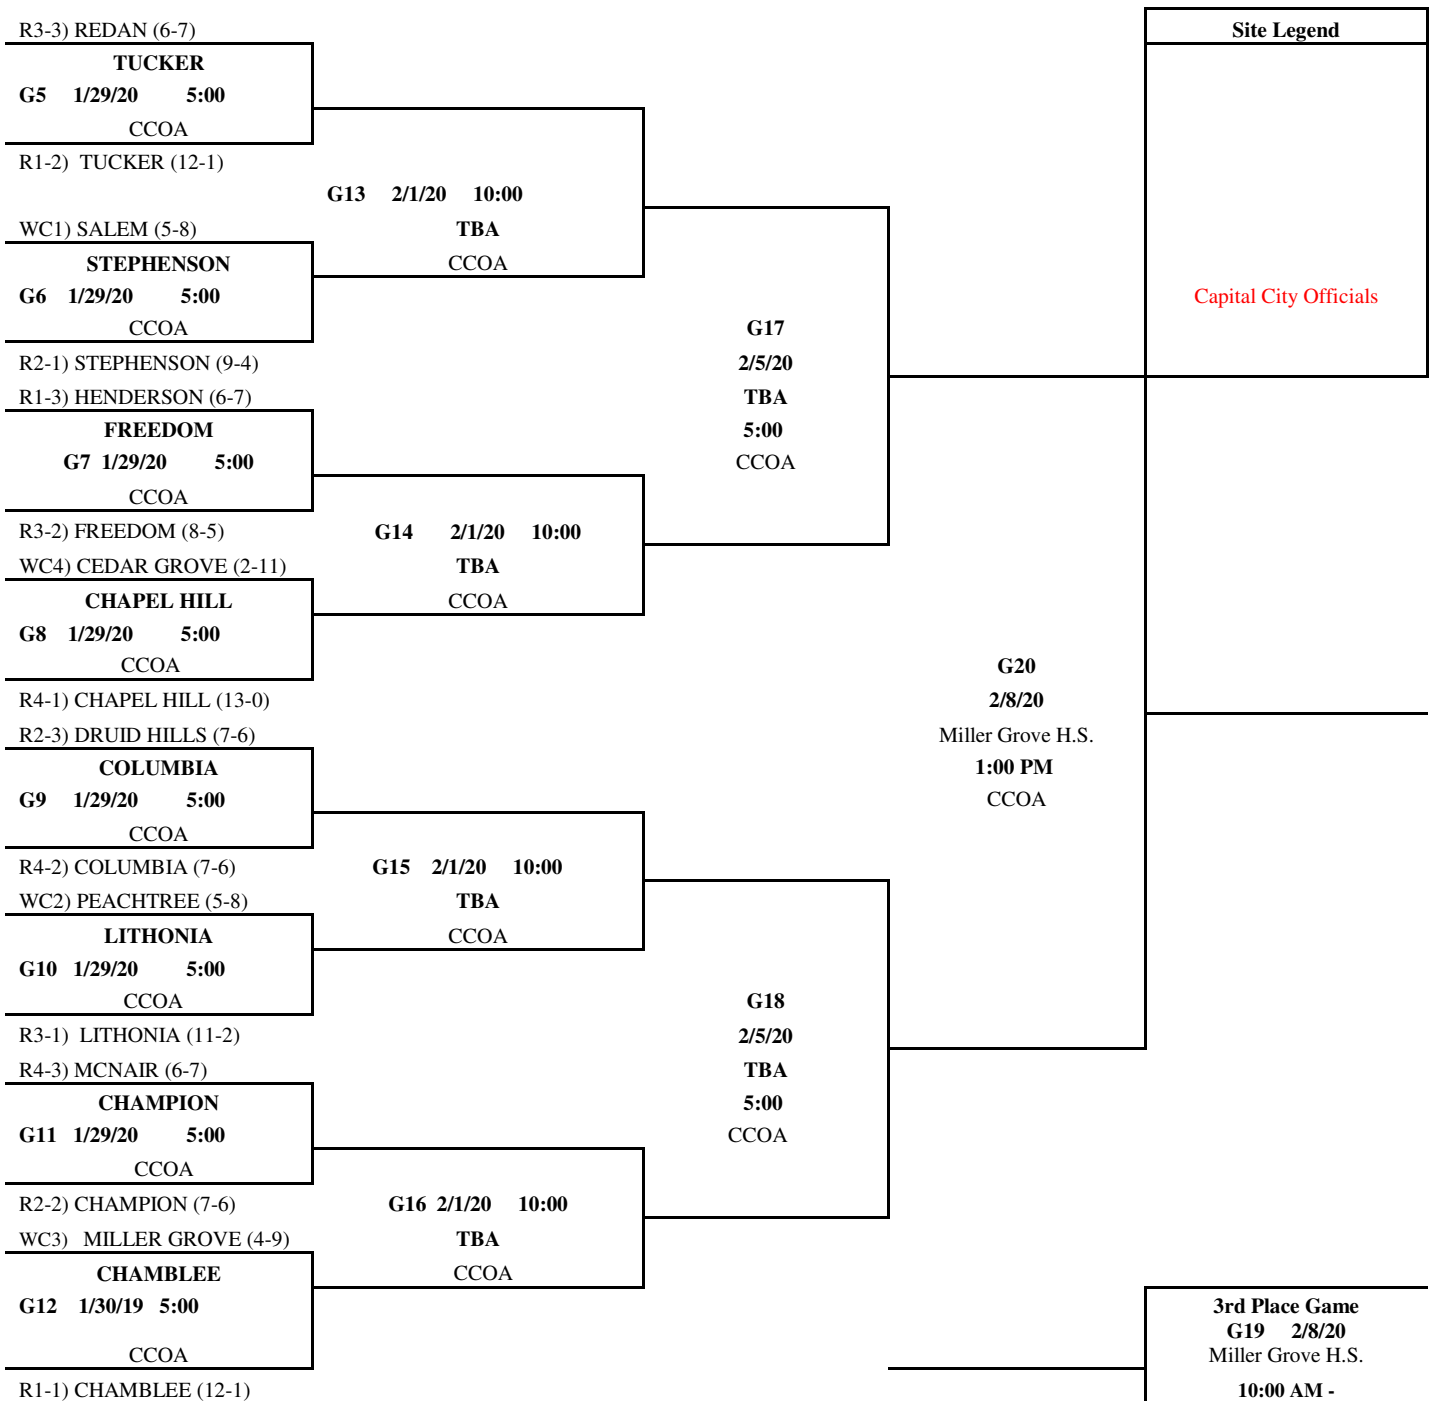 R3-3) REDAN (6-7)
TUCKER
G5 1/29/20 5:00
CCOA
R1-2) TUCKER (12-1)
WC1) SALEM (5-8)
STEPHENSON
G6 1/29/20 5:00
CCOA
R2-1) STEPHENSON (9-4)
R1-3) HENDERSON (6-7)
FREEDOM
G7 1/29/20 5:00
CCOA
R3-2) FREEDOM (8-5)
WC4) CEDAR GROVE (2-11)
CHAPEL HILL
G8 1/29/20 5:00
CCOA
R4-1) CHAPEL HILL (13-0)
R2-3) DRUID HILLS (7-6)
COLUMBIA
G9 1/29/20 5:00
CCOA
R4-2) COLUMBIA (7-6)
WC2) PEACHTREE (5-8)
LITHONIA
G10 1/29/20 5:00
CCOA
R3-1) LITHONIA (11-2)
R4-3) MCNAIR (6-7)
CHAMPION
G11 1/29/20 5:00
CCOA
R2-2) CHAMPION (7-6)
WC3) MILLER GROVE (4-9)
CHAMBLEE
G12 1/30/19 5:00
CCOA
R1-1) CHAMBLEE (12-1)
G13 2/1/20 10:00
TBA
CCOA
G14 2/1/20 10:00
TBA
CCOA
G15 2/1/20 10:00
TBA
CCOA
G16 2/1/20 10:00
TBA
CCOA
G17
2/5/20
TBA
5:00
CCOA
G18
2/5/20
TBA
5:00
CCOA
G20
2/8/20
Miller Grove H.S.
1:00 PM
CCOA
Site Legend
Capital City Officials
3rd Place Game
G19 2/8/20
Miller Grove H.S.
10:00 AM -